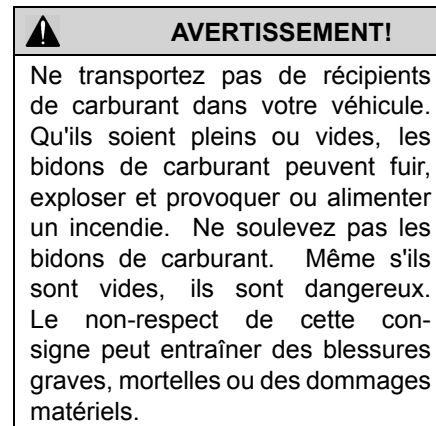 AVERTISSEMENT!
Ne transportez pas de récipients
de carburant dans votre véhicule.
Qu'ils soient pleins ou vides, les
bidons de carburant peuvent fuir,
exploser et provoquer ou alimenter
un incendie. Ne soulevez pas les
bidons de carburant. Même s'ils
sont vides, ils sont dangereux.
Le non-respect de cette con-
signe peut entraîner des blessures
graves, mortelles ou des dommages
matériels.